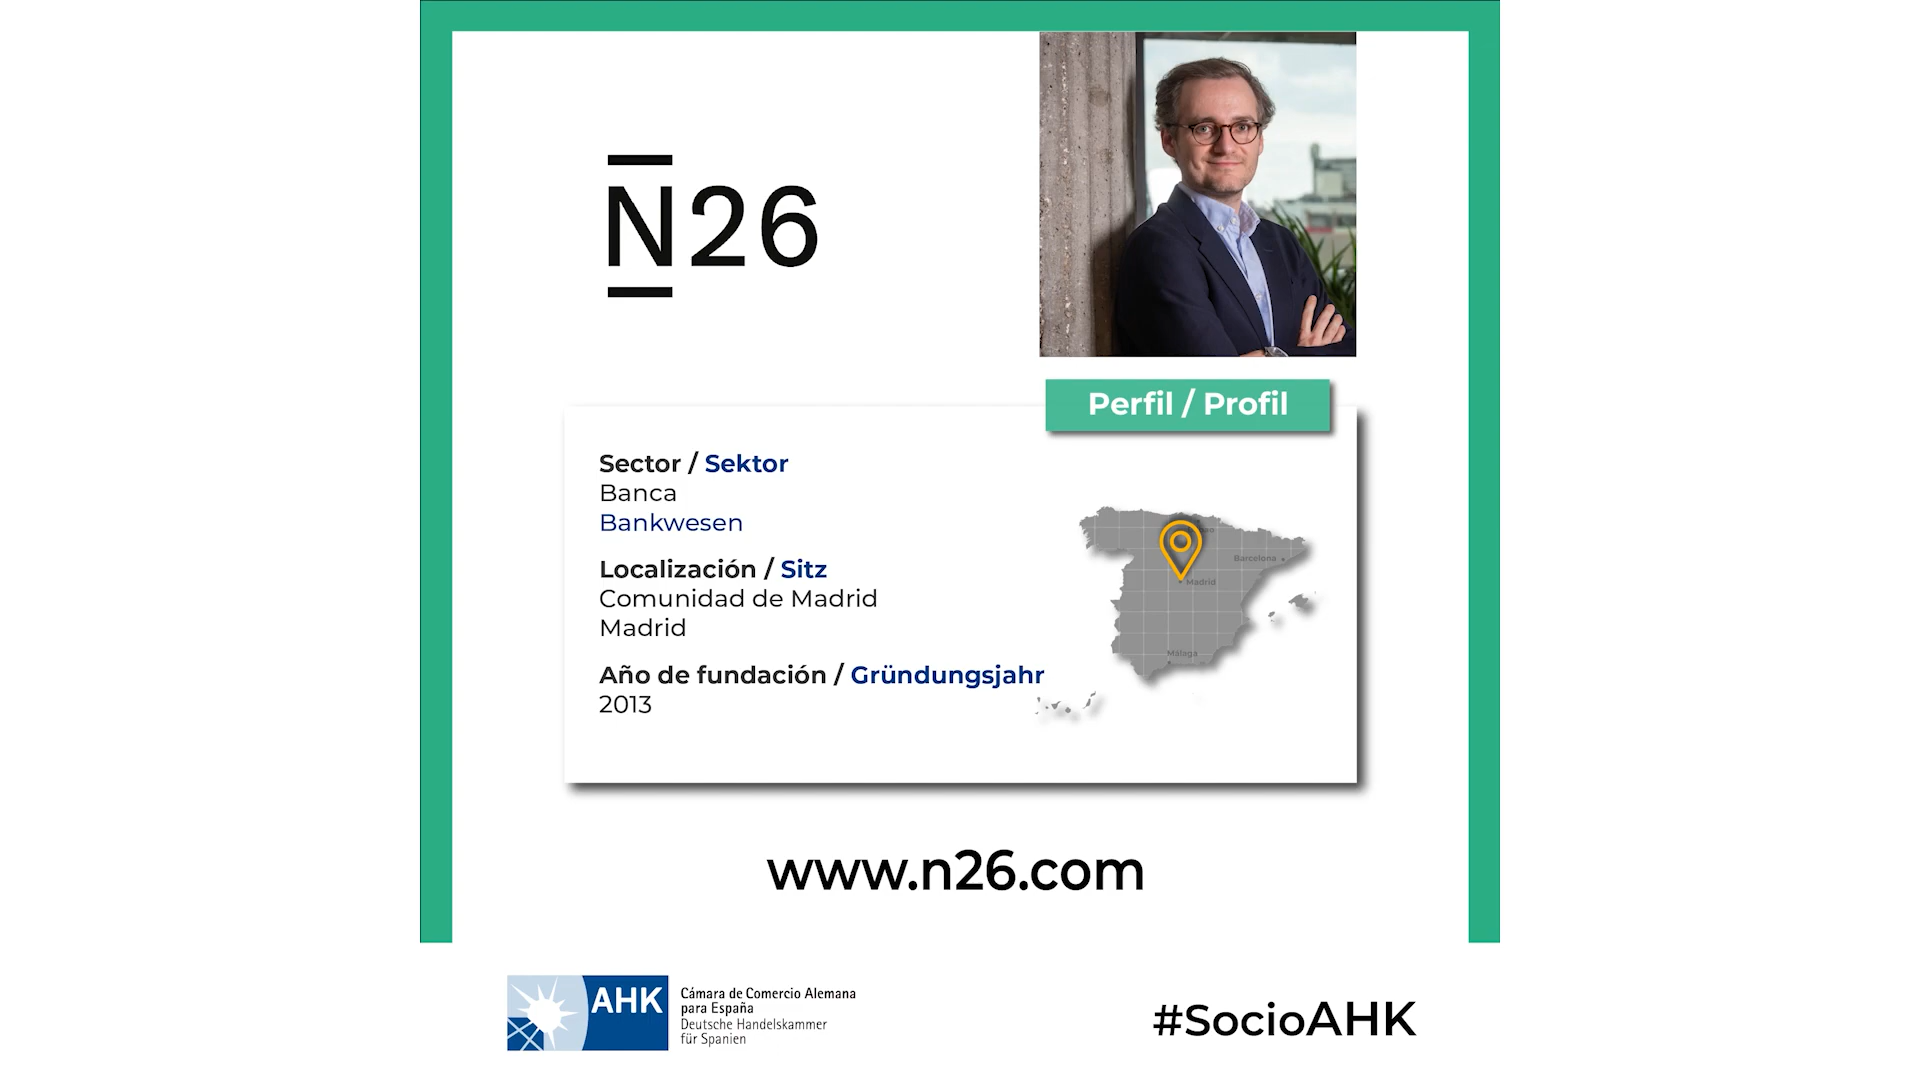 N26
Perfil / Profil
Sector / Sektor
Banca
Bankwesen
Localización / Sitz
Comunidad de Madrid
Madrid
Año de fundación / Gründungsjahr
2013
Barcelona
Madrid
Málaga
www.n26.com
AHK
Cámara de Comercio Alemana
para España
Deutsche Handelskammer
für Spanien
#SocioAHK